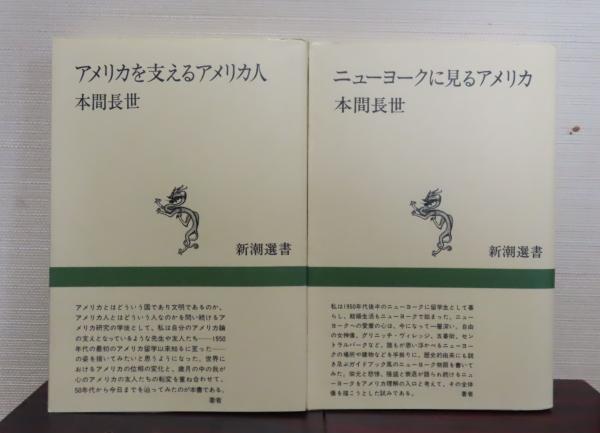 アメリカを支えるアメリカ人
本間長世
新潮選書
アメリカとはどういう国であり文明であるのか、
アメリカ人とはどういう人なのかを問い続けるア
メリカ研究の学徒として、私は自分のアメリカ論
の支えとなっているような先生や友人たち――1950
年代の最初のアメリカ留学以来知るに至った――
の姿を描いてみたいと思うようになった。世界に
おけるアメリカの位相の変化と、歳月の中の我が
心のアメリカの友人たちの転変を重ね合わせて、
50年代から今日までを辿ってみたのが本書である。
著者
ニューヨークに見るアメリカ
本間長世
新潮選書
私は1950年代後半のニューヨークに留学生として暮
らし、結婚生活もニューヨークで始まった。ニュー
ヨークへの愛着の心は、今になって一層深い。自由
の女神像、グリニッチ・ヴィレッジ、五番街、セン
トラルパークなど、誰もが思い浮かべるニューヨー
クの場所や建物などを手掛りに、歴史的由来にも説
き及ぶガイドブック風のニューヨーク物語を書いて
みた。栄光と悲惨、隆盛と衰退が語られ続けるニュ
ーヨークをアメリカ理解の入口と考えて、その全体
像を描こうとした試みである。
著者